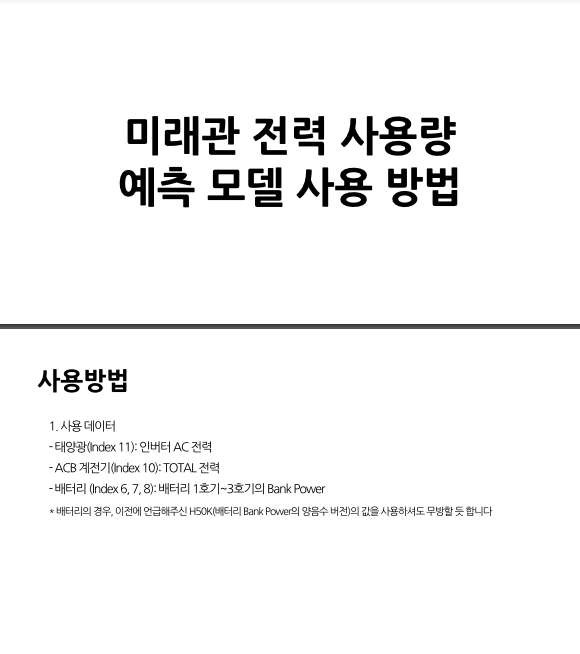 미래관 전력 사용량
예측 모델 사용 방법
사용방법
1. 사용 데이터
- 태양광(Index 11): 인버터 AC 전력
- ACB 계전기(Index 10): TOTAL 전력
- 배터리 (Index 6, 7, 8): 배터리 1호기~3호기의 Bank Power
* 배터리의 경우, 이전에 언급해주신 H50K(배터리 Bank Power의 양음수 버전)의 값을 사용하셔도 무방할 듯 합니다